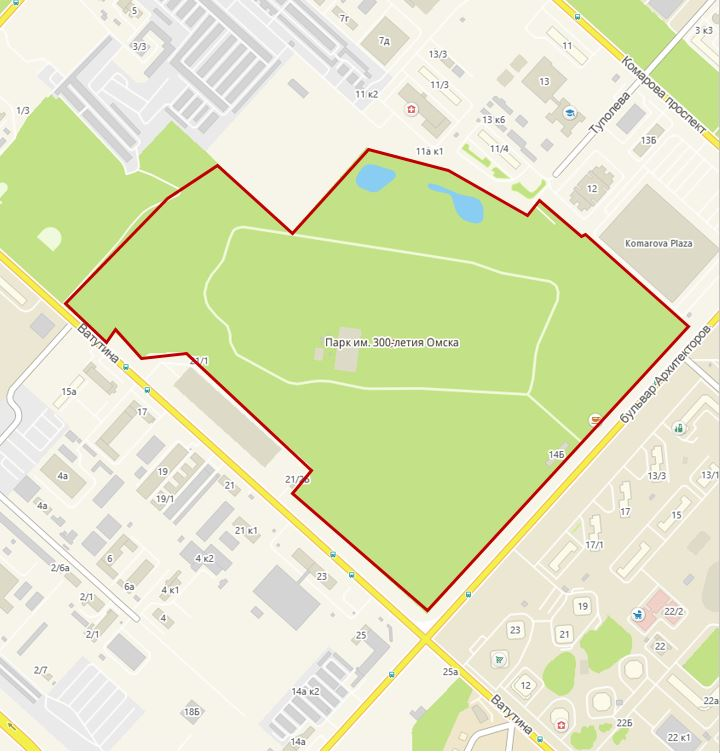 5
7г
3/3
7д
13/3
11
3 к3
Комарова проспект
1/3
11/3
13
11 к2
Туполева
13 к6
13Б
11/4
11а к1
12
Komarova Plaza
Парк им. 300-летия Омска
Ватутина
бульвар Архитекторов
21/1
15а
17
14Б
4а
19
19/1
21
21/2Б
13/3
13/1
17
15
4а
21 к1
17/1
2/6а
6
4 к2
6а
4 к1
23
2/1
4
19
22/2
2/1
23
21
25
22
2/7
25а
12
14а к2
Ватутина
22а
18Б
22Б
14а
22 к1